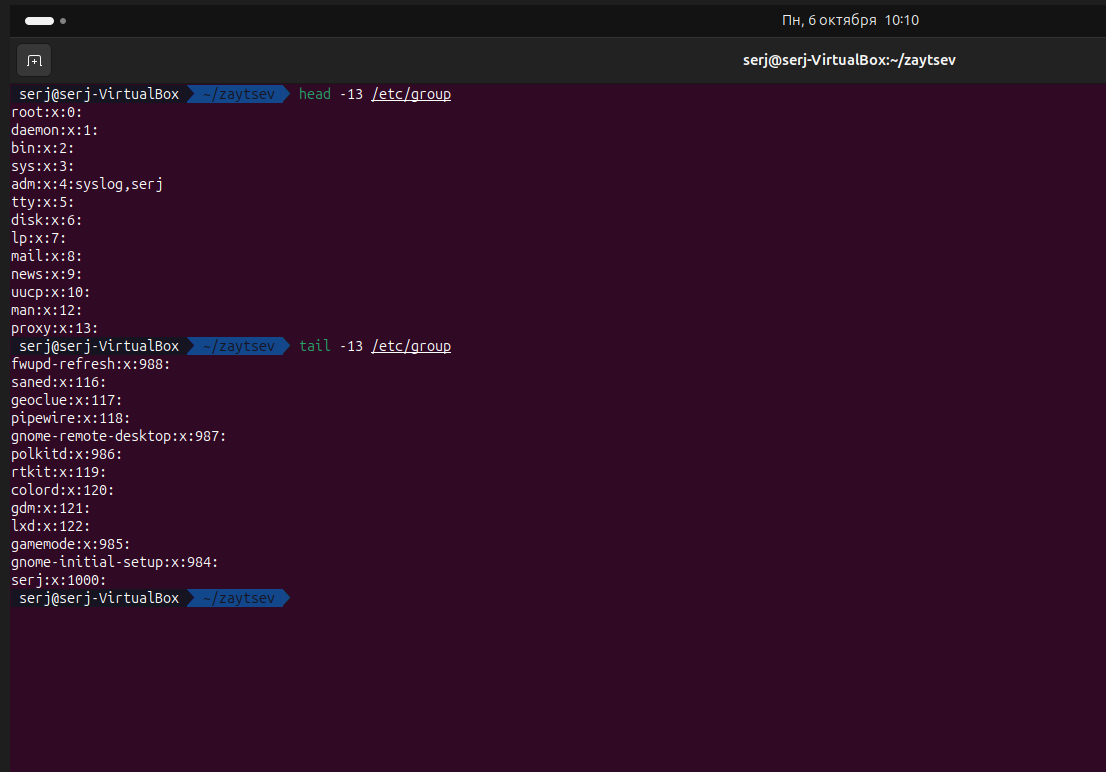 Пн, 6 октября 10:10
serj@serj-VirtualBox:~/zaytsev
serj@serj-VirtualBox ~/zaytsev head -13 /etc/group
root:x:0:
daemon:x:1:
bin:x:2:
sys:x:3:
adm:x:4:syslog,serj
tty:x:5:
disk:x:6:
lp:x:7:
mail:x:8:
news:x:9:
uucp:x:10:
man:x:12:
proxy:x:13:
serj@serj-VirtualBox ~/zaytsev tail -13 /etc/group
fwupd-refresh:x:988:
saned:x:116:
geoclue:x:117:
pipewire:x:118:
gnome-remote-desktop:x:987:
polkitd:x:986:
rtkit:x:119:
colord:x:120:
gdm:x:121:
lxd:x:122:
gamemode:x:985:
gnome-initial-setup:x:984:
serj:x:1000:
serj@serj-VirtualBox ~/zaytsev